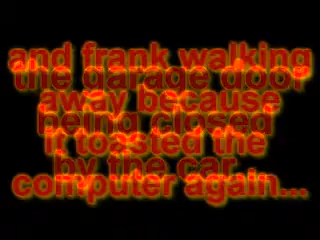 and frank walking
the garage door
away because
being closed
it toasted the
by the car
computer again...